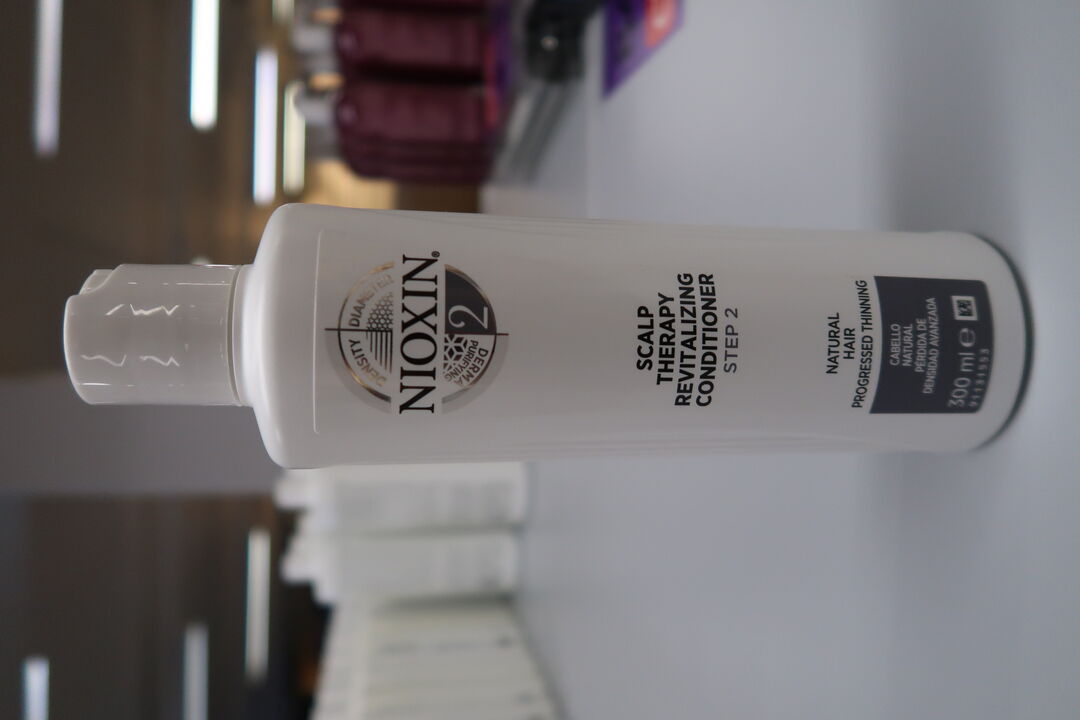 DENSITY DIAMETER
NIOXIN®
DERMA PURIFYING
2
SCALP
THERAPY
REVITALIZING
CONDITIONER
STEP 2
NATURAL
HAIR
PROGRESSED THINNING
CABELLO
NATURAL
PÉRDIDA DE
DENSIDAD AVANZADA
300 ml ℮
91131553